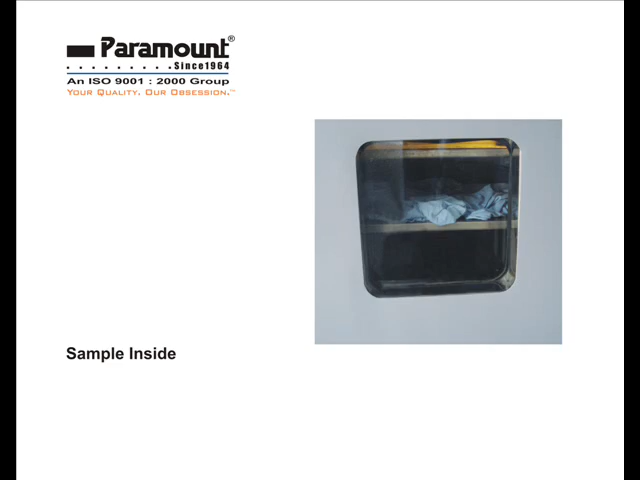 Paramount®
Since1964
An ISO 9001 : 2000 Group
YOUR QUALITY. OUR OBSESSION.™
Sample Inside